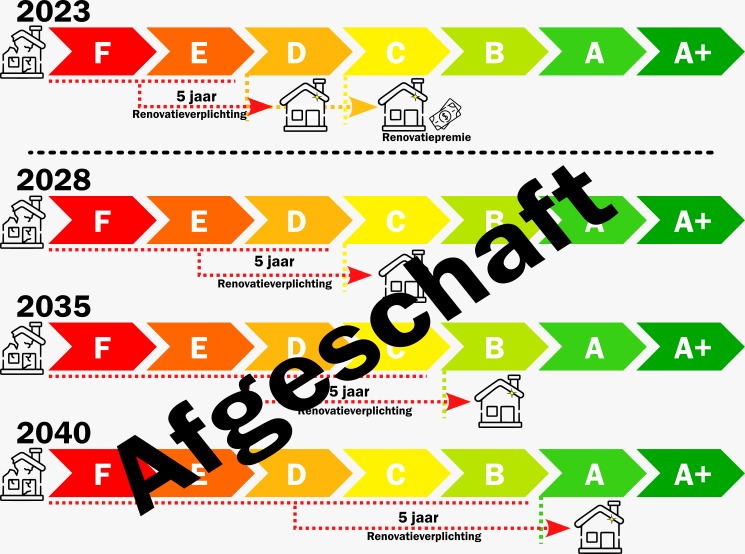 2023
F E D C B A A+
5 jaar
Renovatieverplichting
Renovatiepremie
2028
F E D C B A A+
5 jaar
Renovatieverplichting
2035
F E D C B A A+
5 jaar
Renovatieverplichting
2040
F E D C B A A+
5 jaar
Renovatieverplichting
Afgeschaft